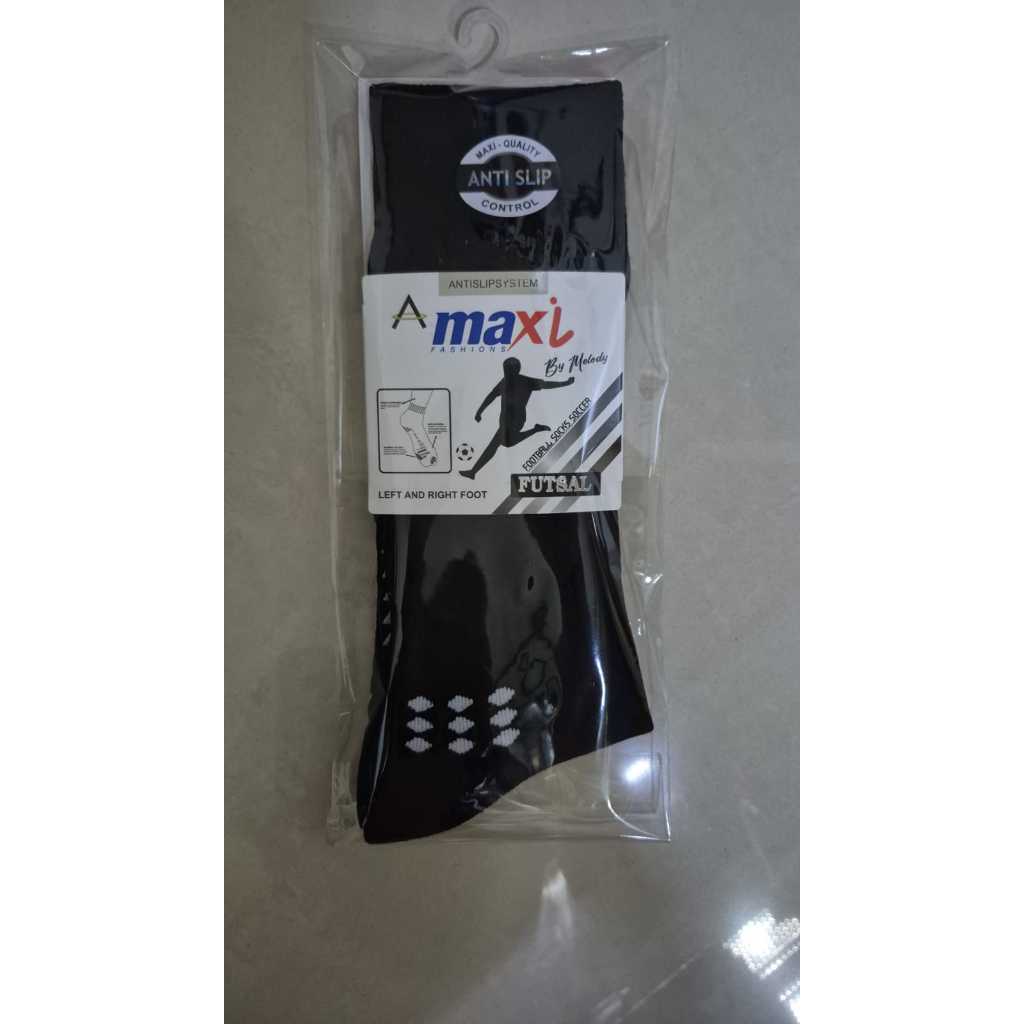 MAXI - QUALITY
ANTI SLIP
CONTROL
ANTISLIPSYSTEM
A maxi
FASHIONS
By Melody
FOOTBALL SOCKS SOCCER
FUTSAL
LEFT AND RIGHT FOOT